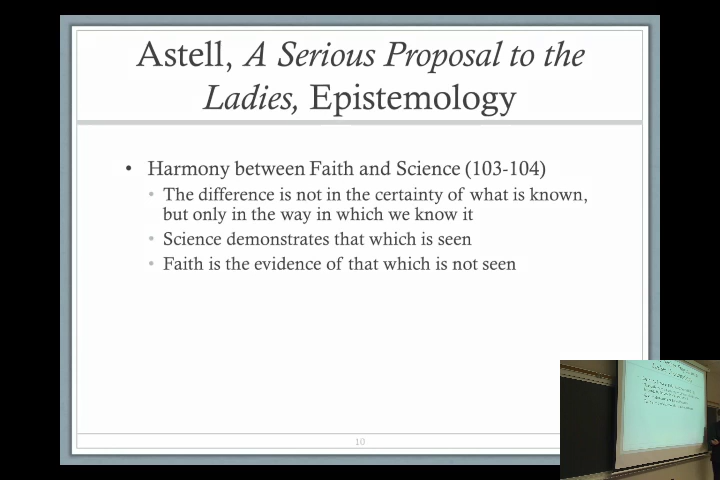 Astell, A Serious Proposal to the
Ladies, Epistemology
• Harmony between Faith and Science (103-104)
• The difference is not in the certainty of what is known,
but only in the way in which we know it
• Science demonstrates that which is seen
• Faith is the evidence of that which is not seen
10